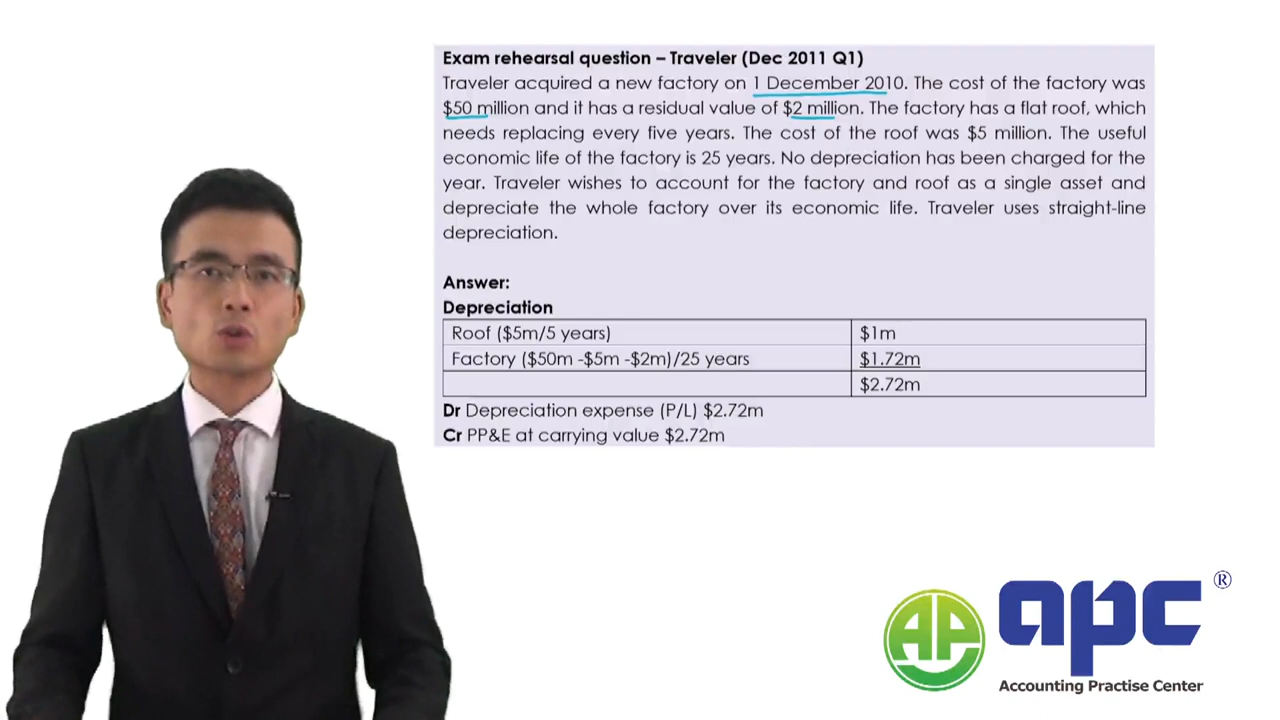 Exam rehearsal question – Traveler (Dec 2011 Q1)
Traveler acquired a new factory on 1 December 2010. The cost of the factory was
$50 million and it has a residual value of $2 million. The factory has a flat roof, which
needs replacing every five years. The cost of the roof was $5 million. The useful
economic life of the factory is 25 years. No depreciation has been charged for the
year. Traveler wishes to account for the factory and roof as a single asset and
depreciate the whole factory over its economic life. Traveler uses straight-line
depreciation.
Answer:
Depreciation
Roof ($5m/5 years) $1m
Factory ($50m -$5m -$2m)/25 years $1.72m
$2.72m
Dr Depreciation expense (P/L) $2.72m
Cr PP&E at carrying value $2.72m
AP apc ®
Accounting Practise Center